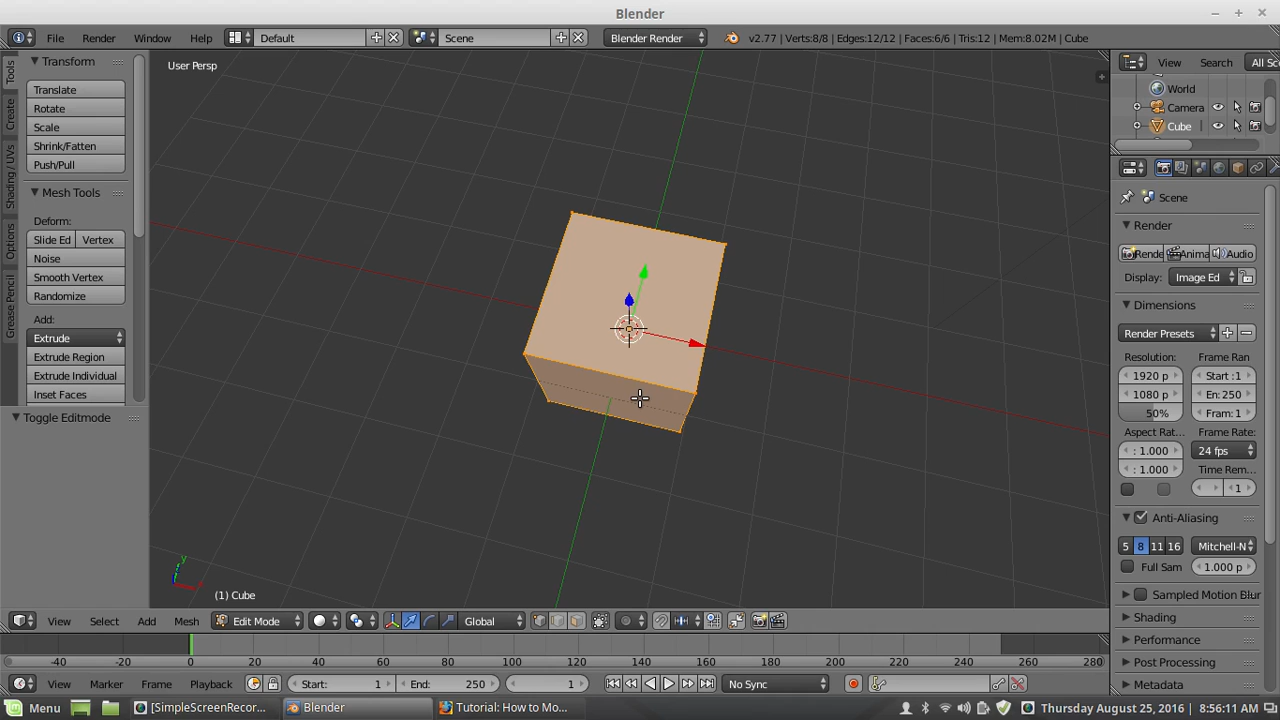 Blender
File Render Window Help Default Scene Blender Render v2.77 | Verts:8/8 | Edges:12/12 | Faces:6/6 | Tris:12 | Mem:8.02M | Cube
Tools
Create
Shading / UVs
Options
Grease Pencil
Transform
Translate
Rotate
Scale
Shrink/Fatten
Push/Pull
Mesh Tools
Deform:
Slide Ed Vertex
Noise
Smooth Vertex
Randomize
Add:
Extrude
Extrude Region
Extrude Individual
Inset Faces
Toggle Editmode
User Persp
y
(1) Cube
View Search All Sc
World
Camera
Cube
Scene
Render
Rende Anima Audio
Display: Image Ed
Dimensions
Render Presets
Resolution: Frame Ran
1920 p Start :1
1080 p En: 250
50% Fram: 1
Aspect Rat... Frame Rate:
: 1.000 24 fps
: 1.000 Time Rem...
1
Anti-Aliasing
5 8 11 16 Mitchell-N
Full Sam 1.000 p
Sampled Motion Blur
Shading
Performance
Post Processing
Metadata
View Select Add Mesh Edit Mode Global
-40 -20 0 20 40 60 80 100 120 140 160 180 200 220 240 260 280
View Marker Frame Playback Start: 1 End: 250 1 No Sync
Menu [SimpleScreenRecor... Blender Tutorial: How to Mo... Thursday August 25, 2016 8:56:11 AM